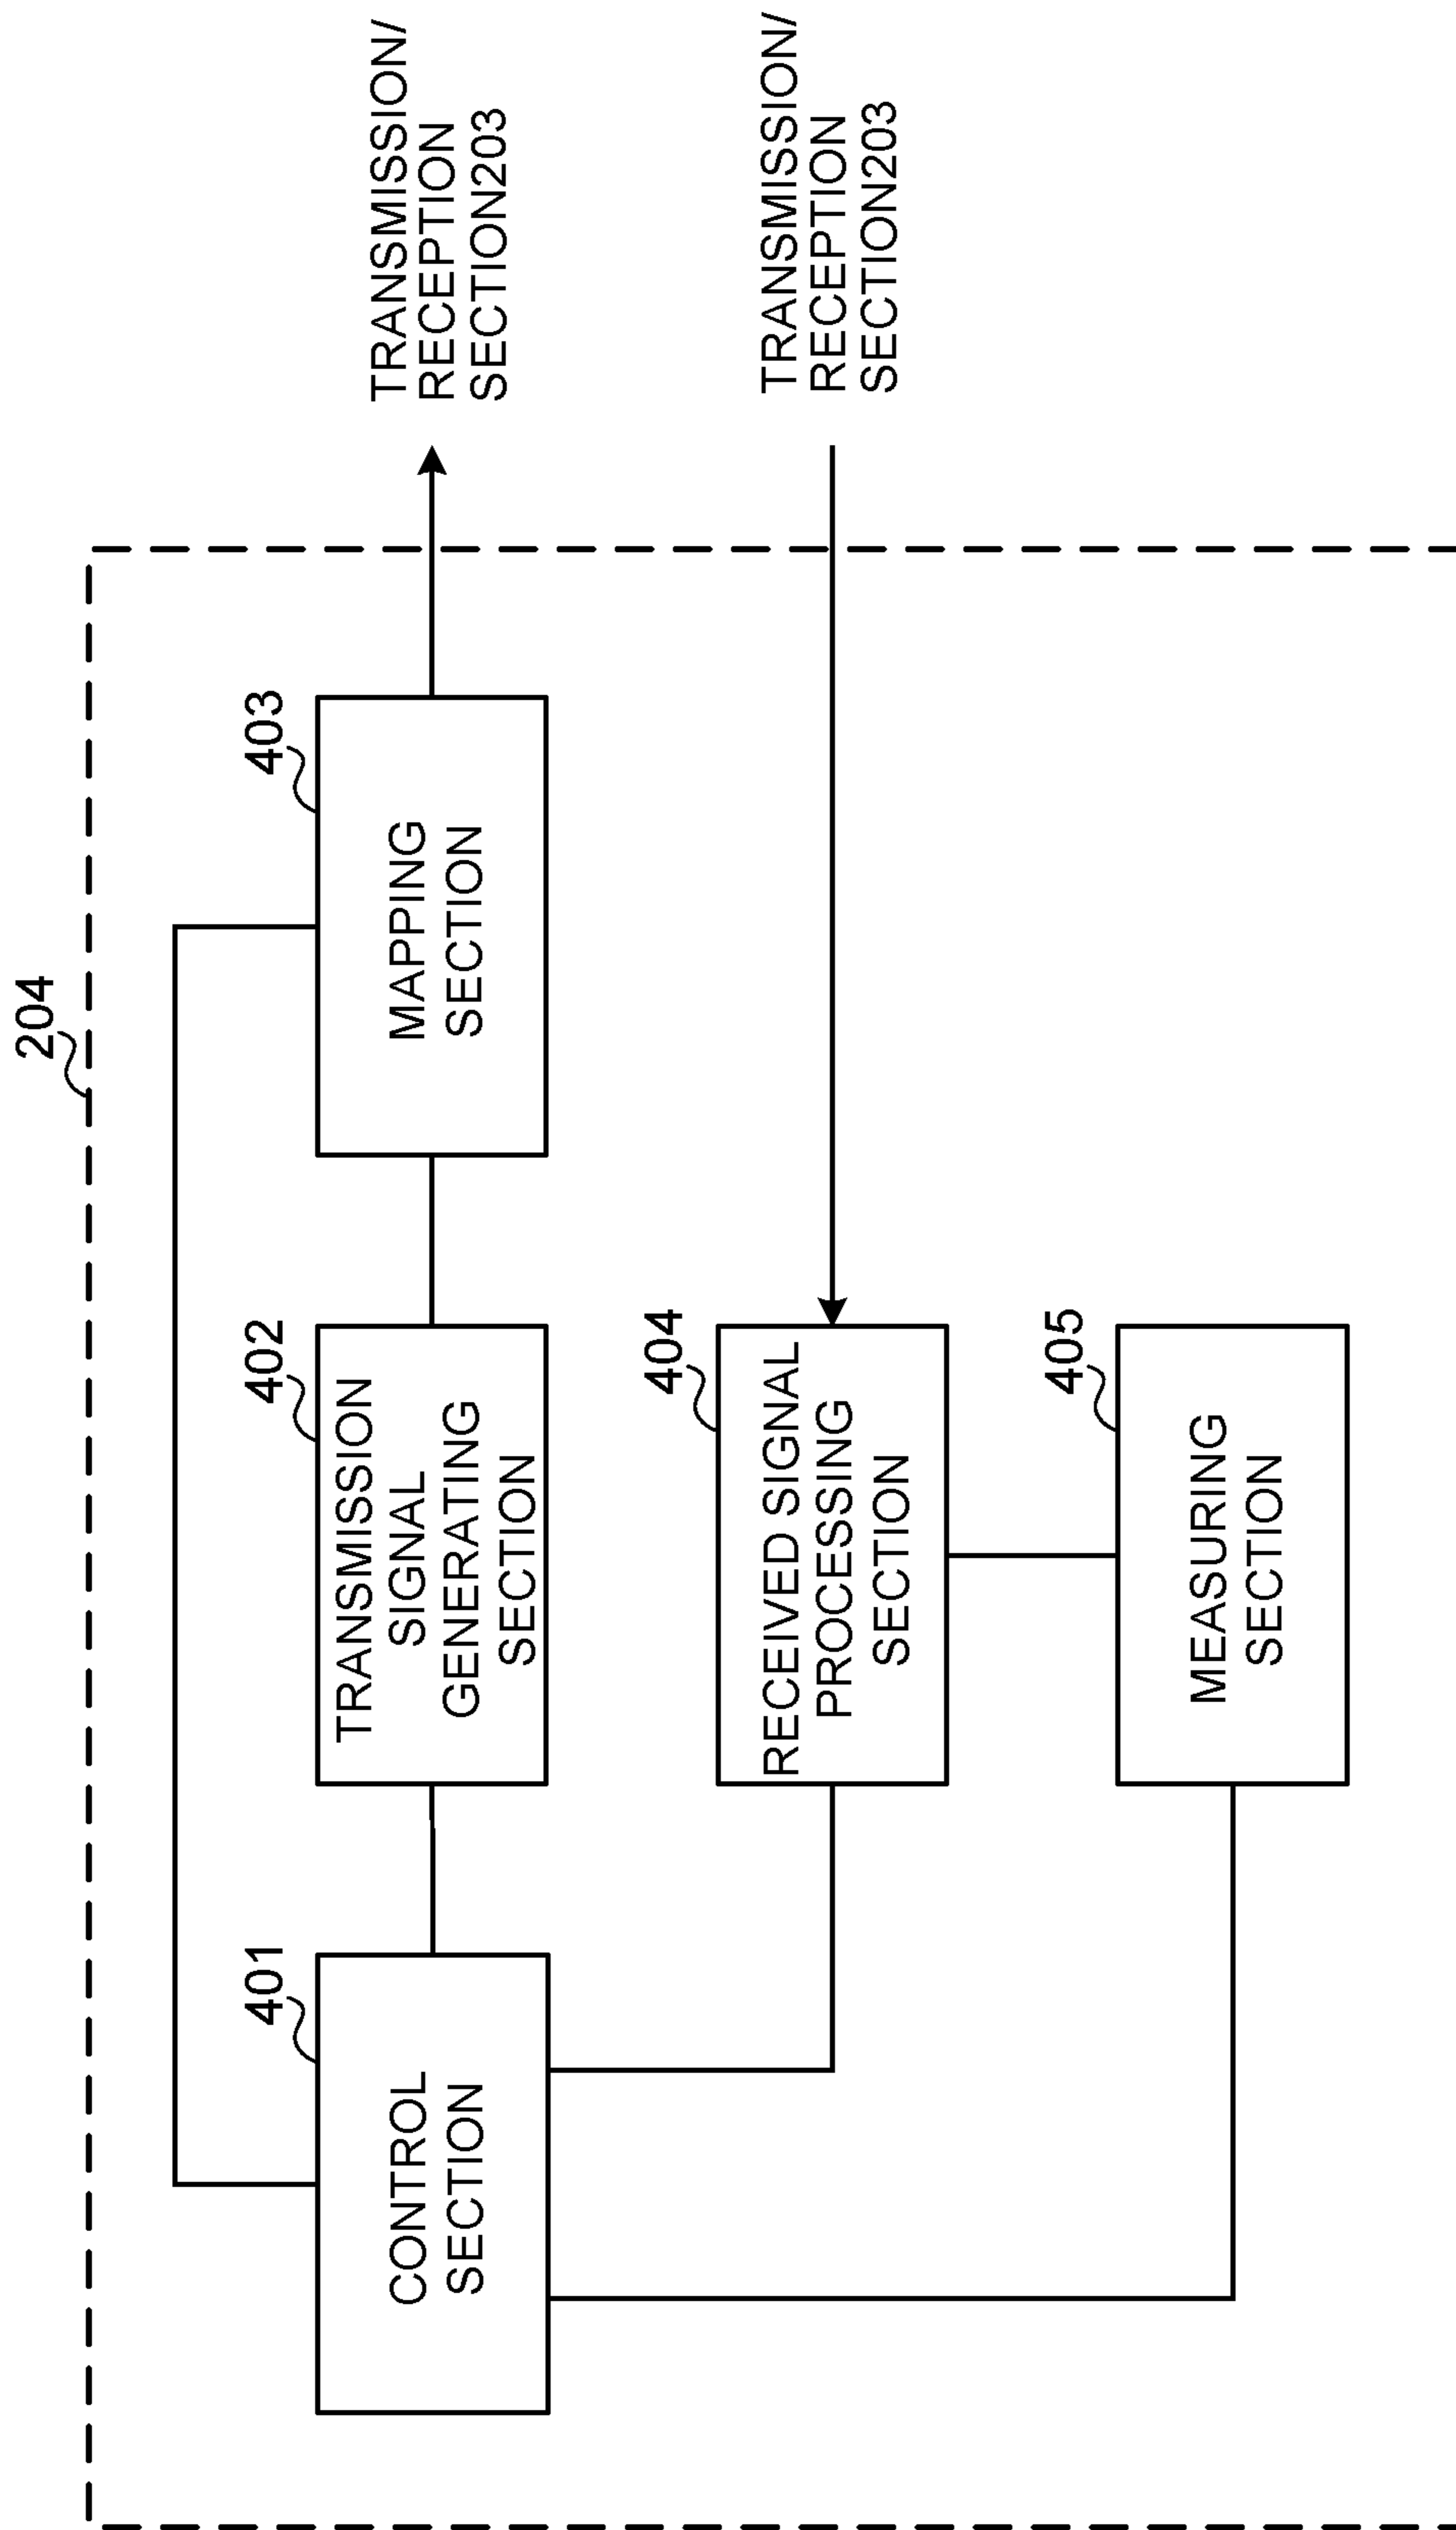 204
401
CONTROL
SECTION
402
TRANSMISSION
SIGNAL
GENERATING
SECTION
403
MAPPING
SECTION
TRANSMISSION/
RECEPTION
SECTION203
404
RECEIVED SIGNAL
PROCESSING
SECTION
TRANSMISSION/
RECEPTION
SECTION203
405
MEASURING
SECTION